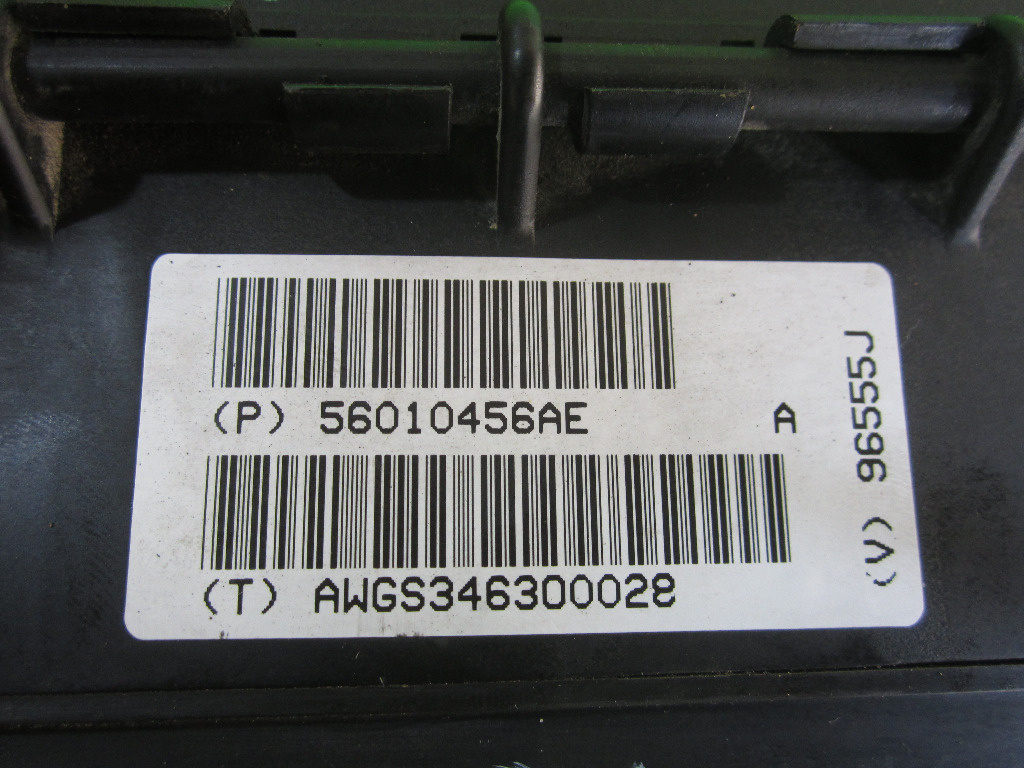 (P) 56010456AE A
(T) AWGS346300028
(V) 96555J